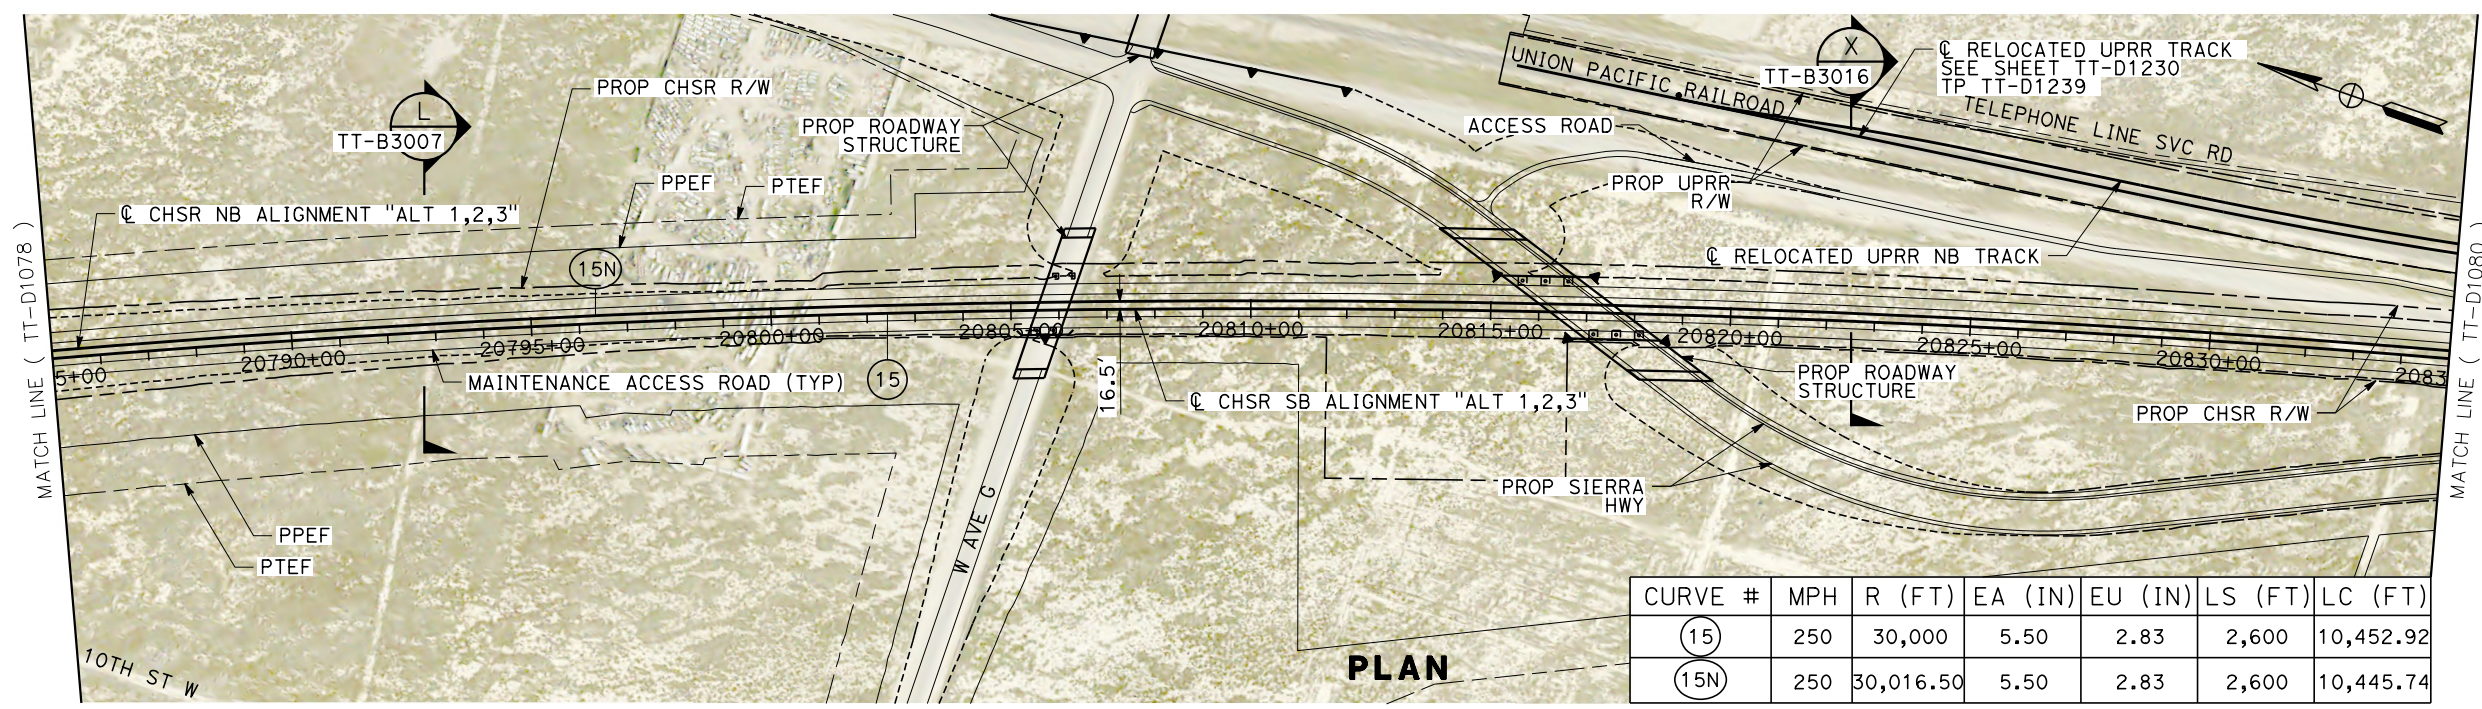 X
TT-B3016
℄ RELOCATED UPRR TRACK
SEE SHEET TT-D1230
TP TT-D1239
UNION PACIFIC RAILROAD
TELEPHONE LINE SVC RD
PROP CHSR R/W
L
TT-B3007
PROP ROADWAY
STRUCTURE
ACCESS ROAD
PPEF
PTEF
PROP UPRR
R/W
℄ CHSR NB ALIGNMENT "ALT 1,2,3"
MATCH LINE ( TT-D1078 )
MATCH LINE ( TT-D1080 )
15N
℄ RELOCATED UPRR NB TRACK
5+00
20790+00
20795+00
20800+00
20805+00
20810+00
20815+00
20820+00
20825+00
20830+00
2083
MAINTENANCE ACCESS ROAD (TYP)
15
16.5'
℄ CHSR SB ALIGNMENT "ALT 1,2,3"
PROP ROADWAY
STRUCTURE
PROP CHSR R/W
PROP SIERRA
HWY
W AVE G
PPEF
PTEF
10TH ST W
PLAN
CURVE # MPH R (FT) EA (IN) EU (IN) LS (FT) LC (FT)
15 250 30,000 5.50 2.83 2,600 10,452.92
15N 250 30,016.50 5.50 2.83 2,600 10,445.74